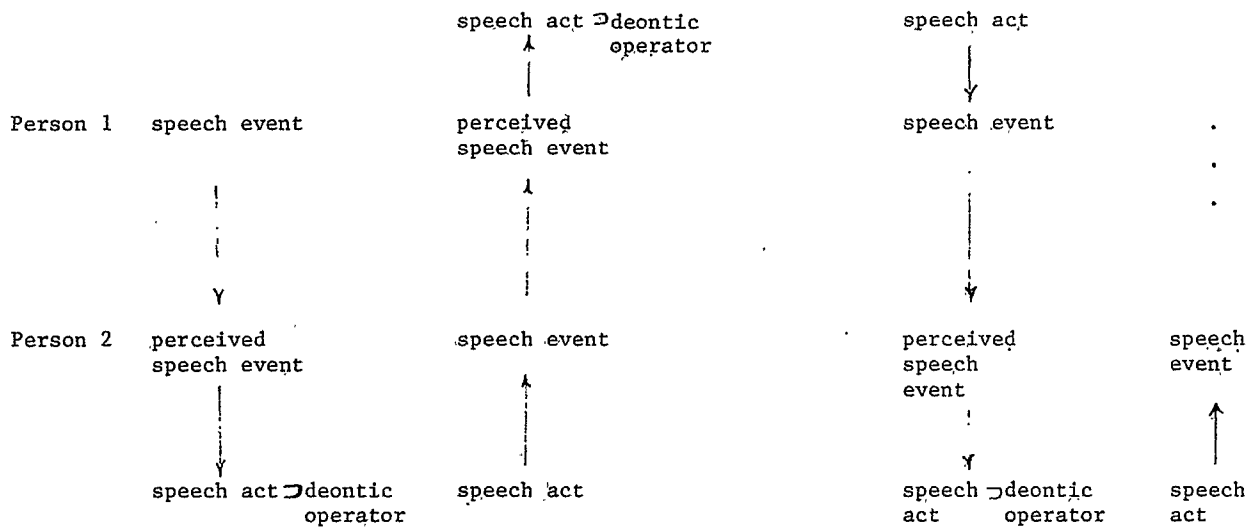 speech act ⊃ deontic operator speech act
Person 1 speech event perceived speech event speech event
Person 2 perceived speech event speech event perceived speech event speech event
speech act ⊃ deontic operator speech act speech ⊃ deontic act operator speech act